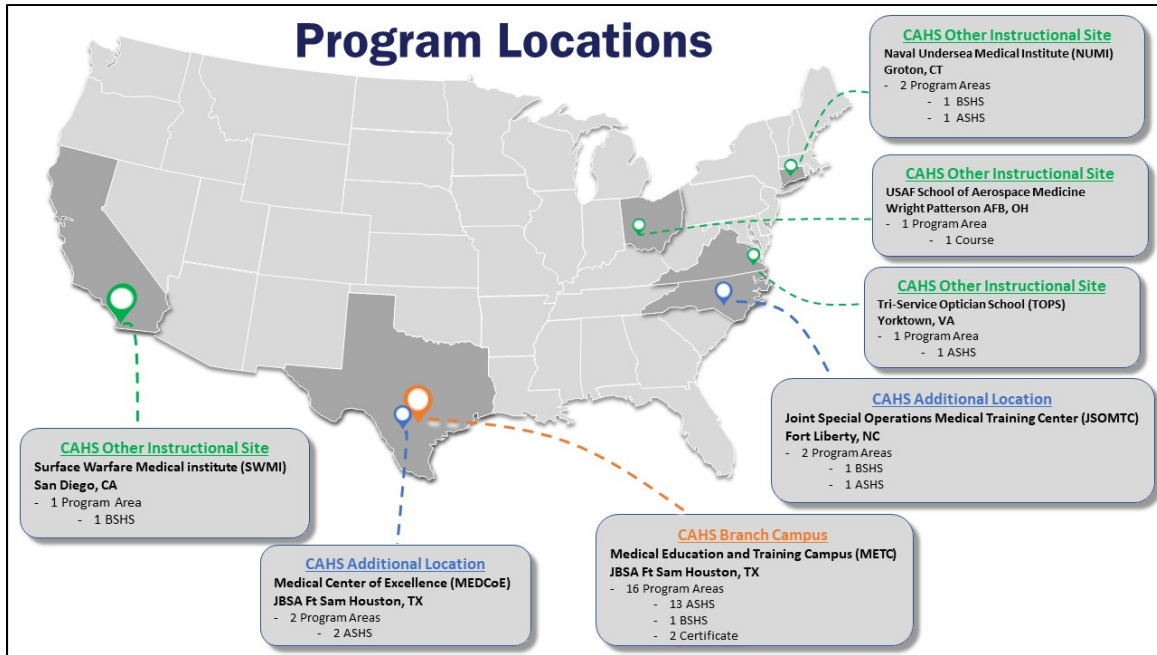 Program Locations
CAHS Other Instructional Site
Naval Undersea Medical Institute (NUMI)
Groton, CT
- 2 Program Areas
- 1 BSHS
- 1 ASHS
CAHS Other Instructional Site
USAF School of Aerospace Medicine
Wright Patterson AFB, OH
- 1 Program Area
- 1 Course
CAHS Other Instructional Site
Tri-Service Optician School (TOPS)
Yorktown, VA
- 1 Program Area
- 1 ASHS
CAHS Additional Location
Joint Special Operations Medical Training Center (JSOMTC)
Fort Liberty, NC
- 2 Program Areas
- 1 BSHS
- 1 ASHS
CAHS Other Instructional Site
Surface Warfare Medical institute (SWMI)
San Diego, CA
- 1 Program Area
- 1 BSHS
CAHS Additional Location
Medical Center of Excellence (MEDCoE)
JBSA Ft Sam Houston, TX
- 2 Program Areas
- 2 ASHS
CAHS Branch Campus
Medical Education and Training Campus (METC)
JBSA Ft Sam Houston, TX
- 16 Program Areas
- 13 ASHS
- 1 BSHS
- 2 Certificate